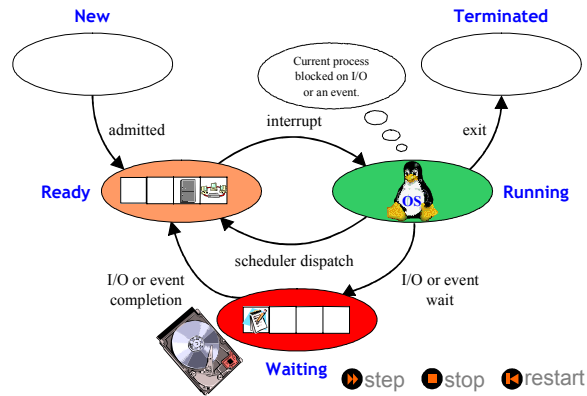 New
Terminated
Current process
blocked on I/O
or an event.
admitted
interrupt
exit
Ready
OS
Running
scheduler dispatch
I/O or event
completion
I/O or event
wait
Waiting
step
stop
restart